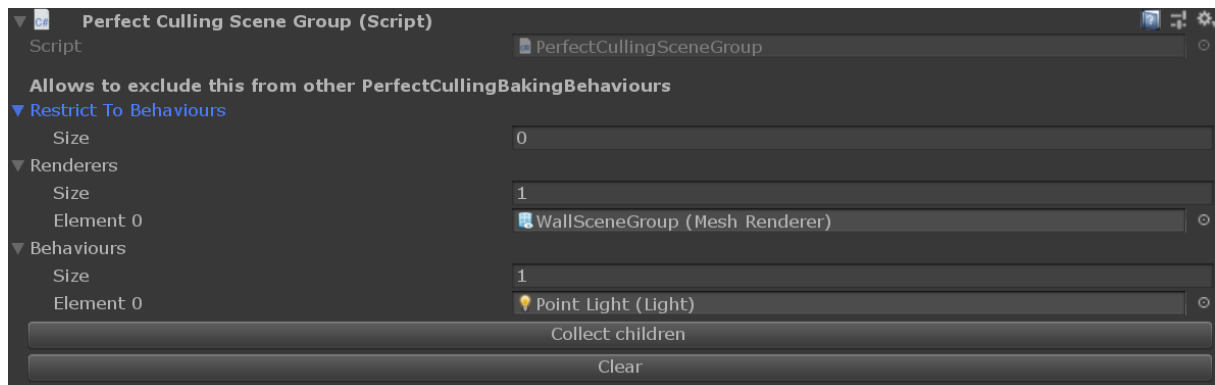 Perfect Culling Scene Group (Script)
Script PerfectCullingSceneGroup
Allows to exclude this from other PerfectCullingBakingBehaviours
Restrict To Behaviours
Size 0
Renderers
Size 1
Element 0 WallSceneGroup (Mesh Renderer)
Behaviours
Size 1
Element 0 Point Light (Light)
Collect children
Clear